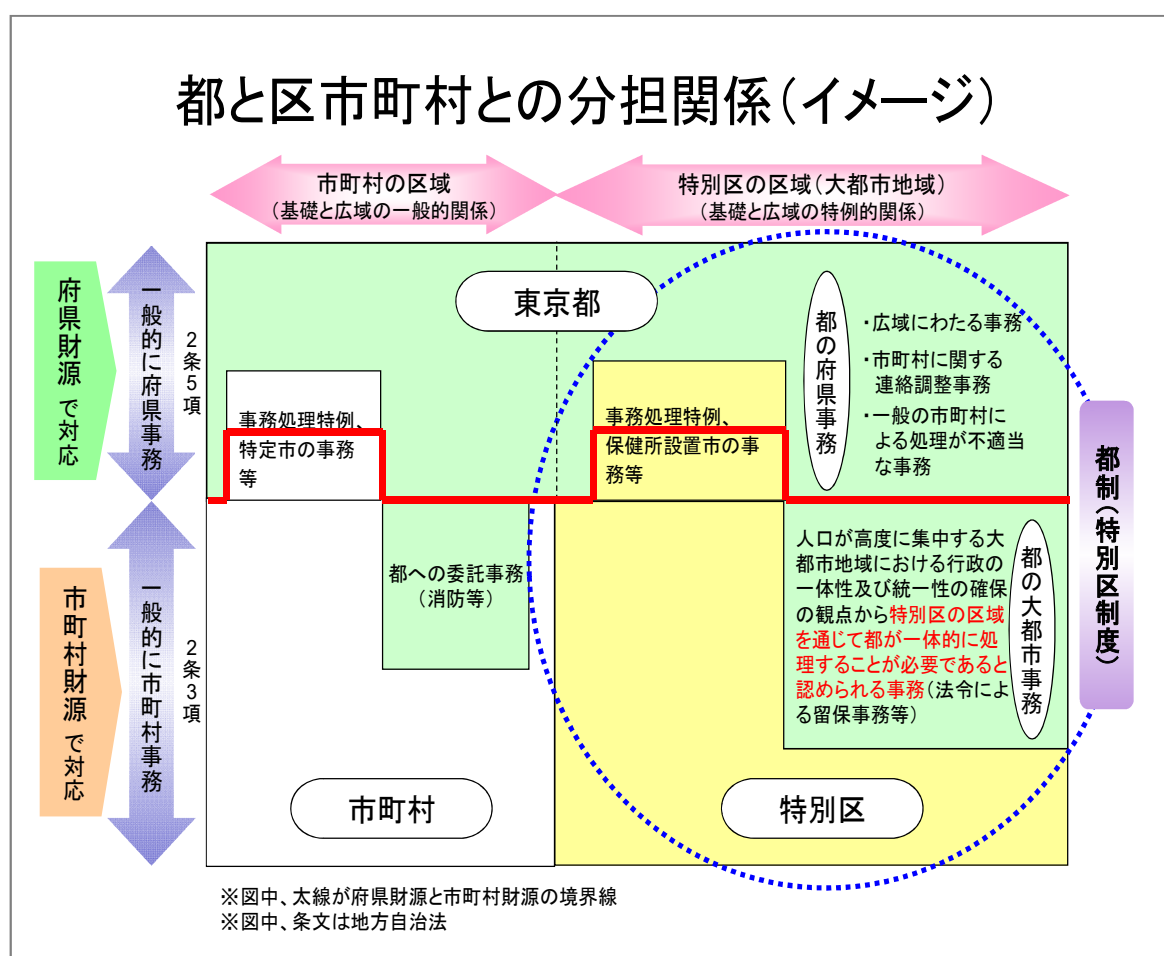 都と区市町村との分担関係(イメージ)
市町村の区域
(基礎と広域の一般的関係)
特別区の区域(大都市地域)
(基礎と広域の特例的関係)
府県財源で対応
一般的に府県事務
2条5項
東京都
都の府県事務
・広域にわたる事務
・市町村に関する
連絡調整事務
・一般の市町村に
よる処理が不適当
な事務
事務処理特例、
特定市の事務
等
事務処理特例、
保健所設置市の事
務等
都制(特別区制度)
市町村財源で対応
一般的に市町村事務
2条3項
都への委託事務
(消防等)
人口が高度に集中する大
都市地域における行政の
一体性及び統一性の確保
の観点から特別区の区域
を通じて都が一体的に処
理することが必要であると
認められる事務(法令によ
る留保事務等)
都の大都市事務
市町村
特別区
※図中、太線が府県財源と市町村財源の境界線
※図中、条文は地方自治法